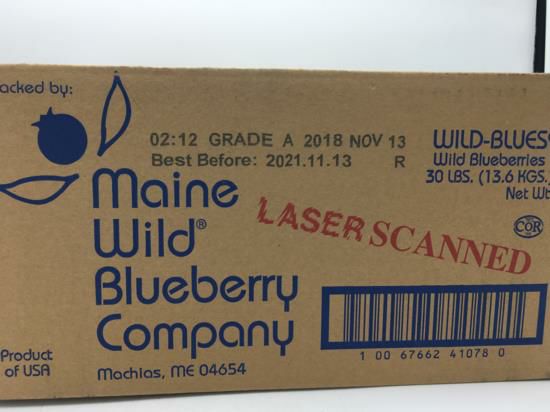 acked by:
02:12 GRADE A 2018 NOV 13
Best Before: 2021.11.13 R
WILD-BLUES®
Wild Blueberries
30 LBS. (13.6 KGS.)
Net Wt
Maine
Wild®
Blueberry
Company
Machias, ME 04654
LASER SCANNED
COR
1 00 67662 41078 0
Product
of USA